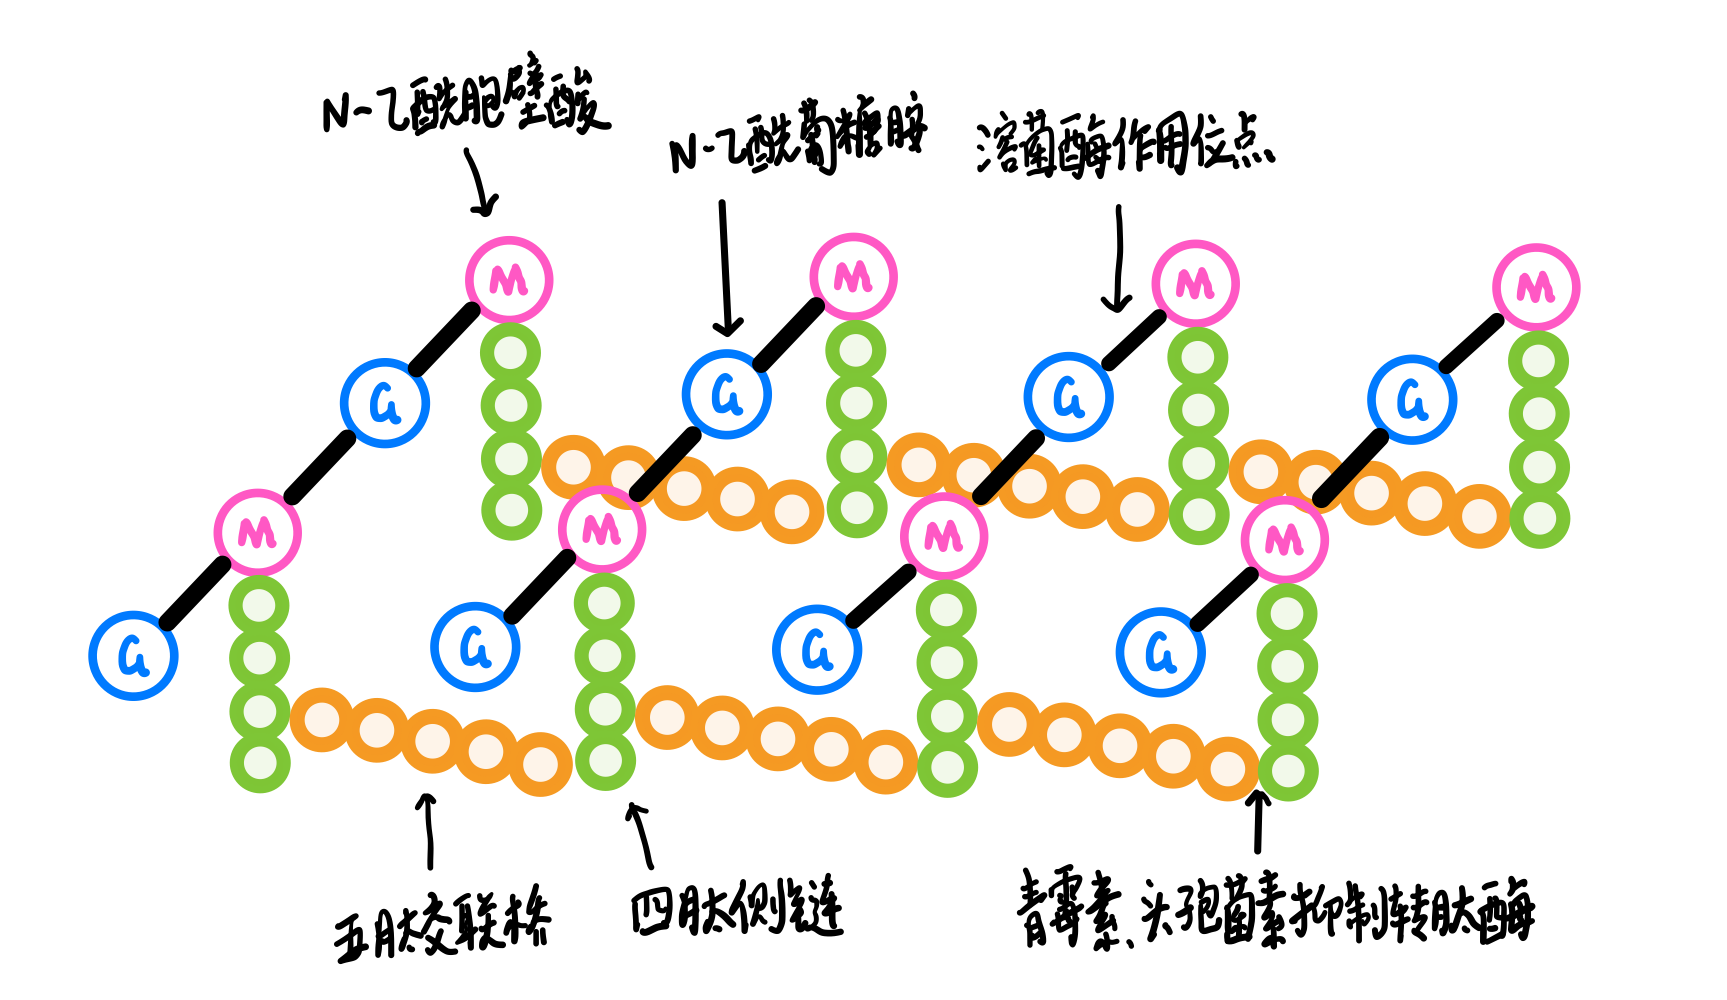 N-乙酰胞壁酸
N-乙酰葡糖胺
溶菌酶作用位点
M M M M
G G G G
M M M M
G G G G
五肽交联桥
四肽侧链
青霉素、头孢菌素抑制转肽酶